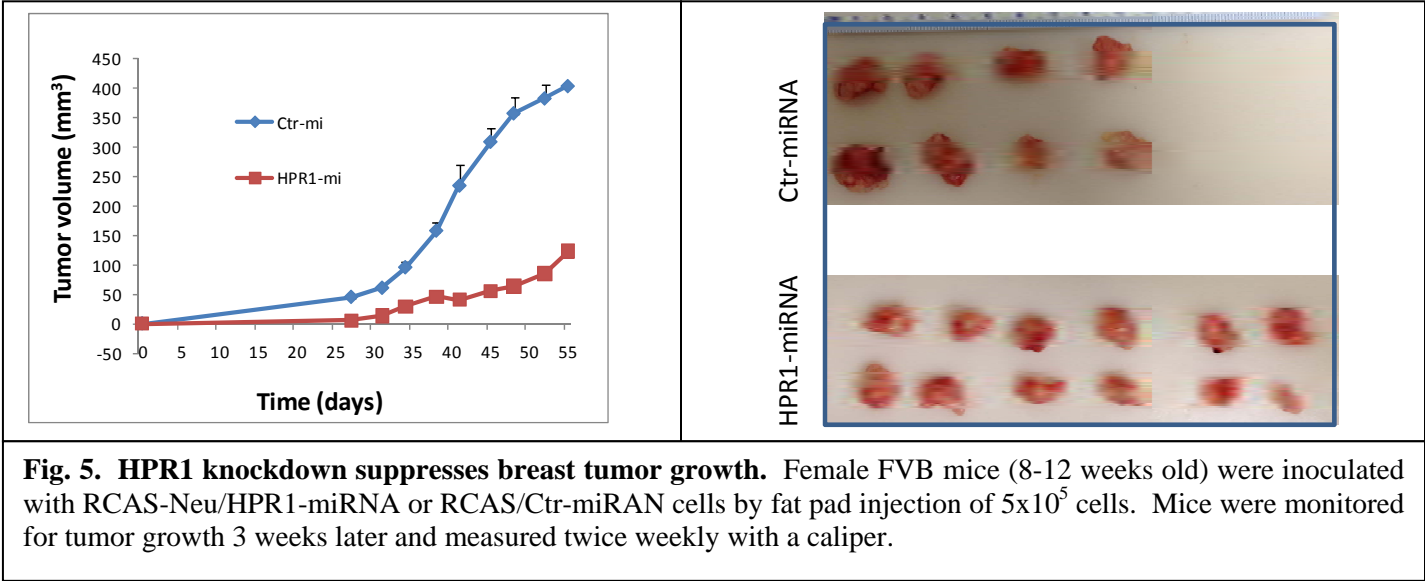 450
400
350
300
250
200
150
100
50
0
-50
Tumor volume (mm³)
Ctr-mi
HPR1-mi
0 5 10 15 20 25 30 35 40 45 50 55
Time (days)
Ctr-miRNA
HPR1-miRNA
Fig. 5. HPR1 knockdown suppresses breast tumor growth. Female FVB mice (8-12 weeks old) were inoculated
with RCAS-Neu/HPR1-miRNA or RCAS/Ctr-miRAN cells by fat pad injection of 5x10⁵ cells. Mice were monitored
for tumor growth 3 weeks later and measured twice weekly with a caliper.